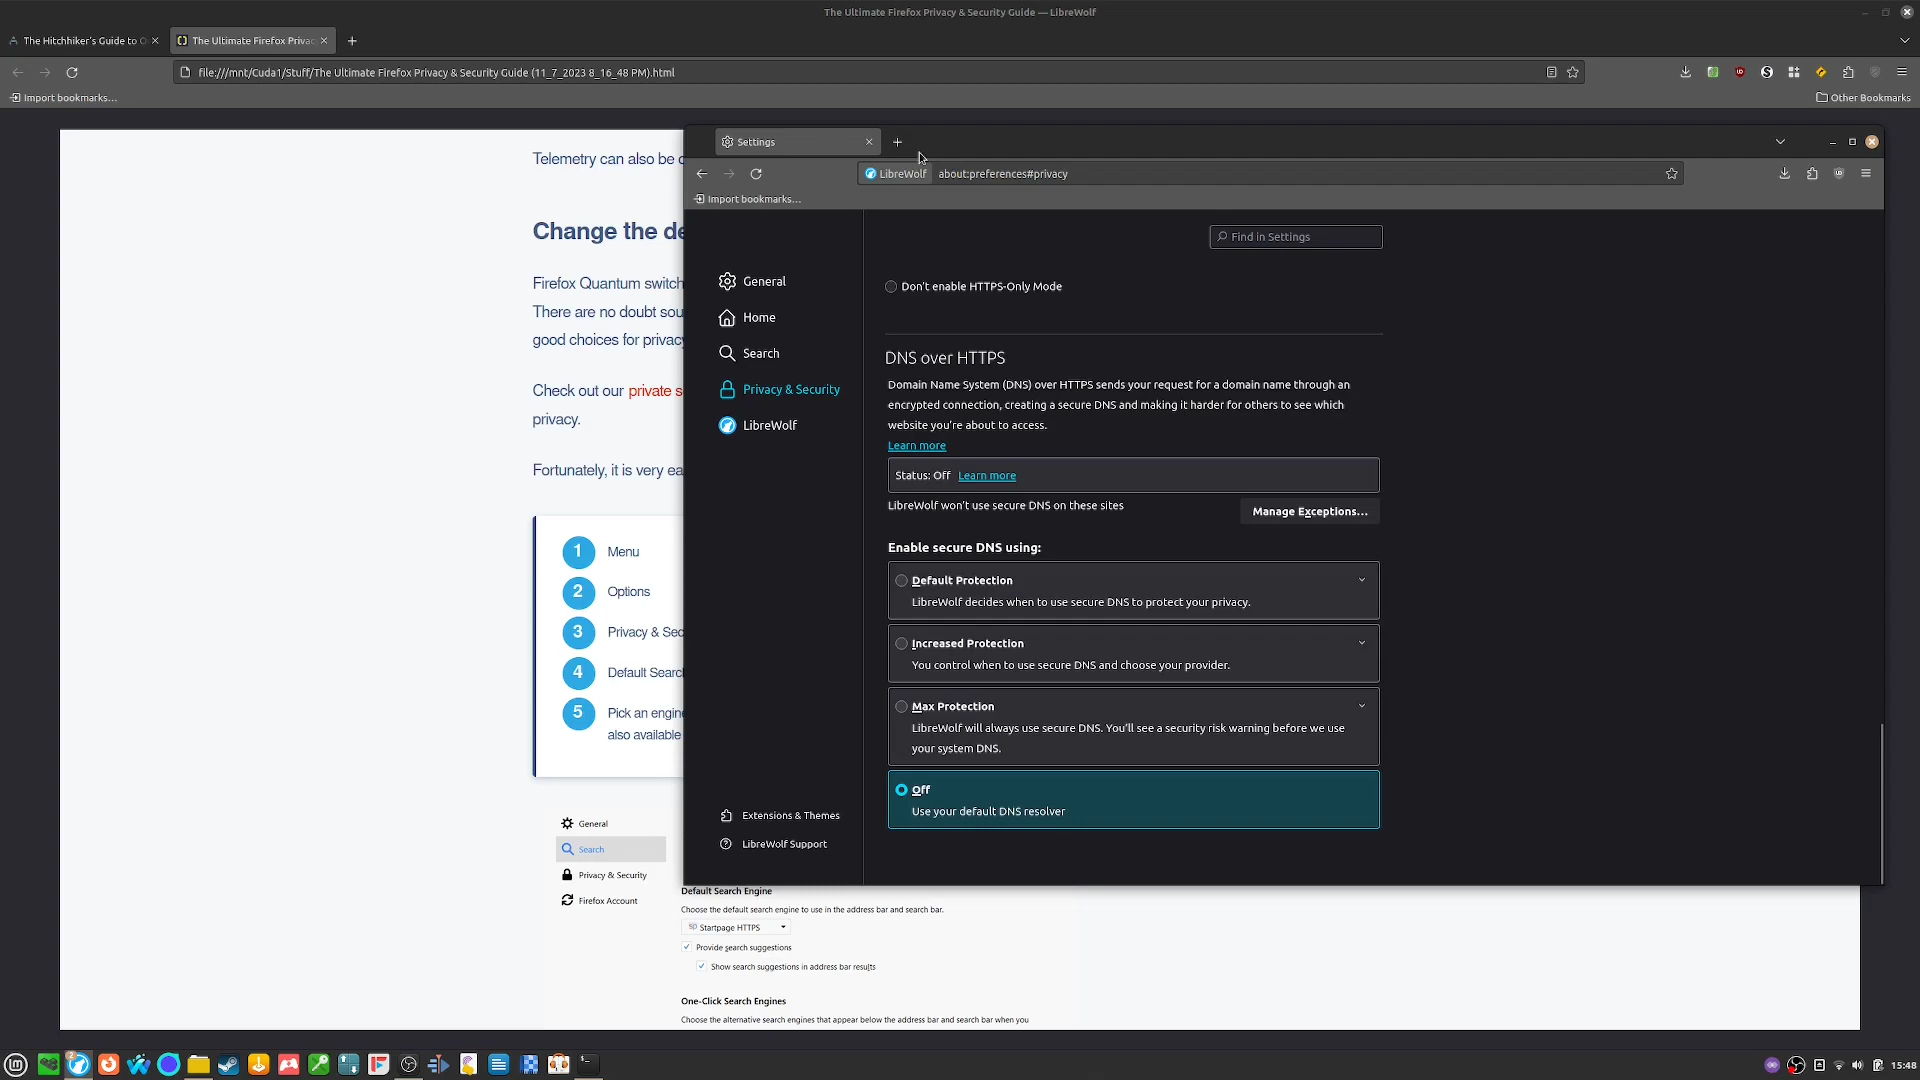 The Ultimate Firefox Privacy & Security Guide — LibreWolf
The Hitchhiker's Guide to O
The Ultimate Firefox Privac
file:///mnt/Cuda1/Stuff/The Ultimate Firefox Privacy & Security Guide (11_7_2023 8_16_48 PM).html
Import bookmarks...
Other Bookmarks
Telemetry can also be
Change the de
Firefox Quantum switch
There are no doubt sou
good choices for privacy
Check out our private s
privacy.
Fortunately, it is very ea
1 Menu
2 Options
3 Privacy & Sec
4 Default Searc
5 Pick an engine
also available
General
Search
Privacy & Security
Firefox Account
Default Search Engine
Choose the default search engine to use in the address bar and search bar.
sp Startpage HTTPS
Provide search suggestions
Show search suggestions in address bar results
One-Click Search Engines
Choose the alternative search engines that appear below the address bar and search bar when you
Settings
LibreWolf
about:preferences#privacy
Import bookmarks...
Find in Settings
General
Home
Search
Privacy & Security
LibreWolf
Extensions & Themes
LibreWolf Support
Don't enable HTTPS-Only Mode
DNS over HTTPS
Domain Name System (DNS) over HTTPS sends your request for a domain name through an
encrypted connection, creating a secure DNS and making it harder for others to see which
website you're about to access.
Learn more
Status: Off Learn more
LibreWolf won't use secure DNS on these sites
Manage Exceptions...
Enable secure DNS using:
Default Protection
LibreWolf decides when to use secure DNS to protect your privacy.
Increased Protection
You control when to use secure DNS and choose your provider.
Max Protection
LibreWolf will always use secure DNS. You'll see a security risk warning before we use
your system DNS.
Off
Use your default DNS resolver
15:48